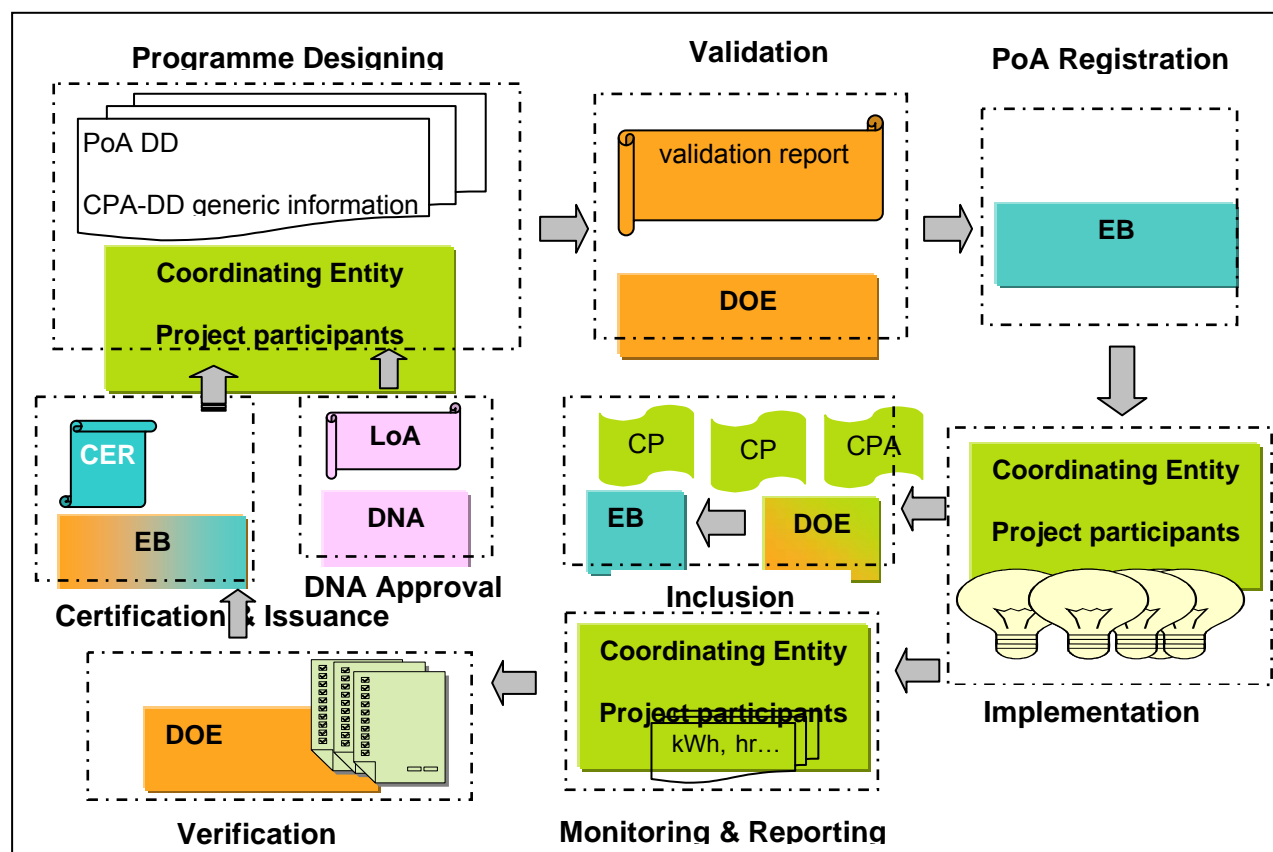 Programme Designing
Validation
PoA Registration
PoA DD
CPA-DD generic information
Coordinating Entity
Project participants
validation report
DOE
EB
CER
EB
Certification & Issuance
LoA
DNA
DNA Approval
CP
CP
CPA
EB
DOE
Inclusion
Coordinating Entity
Project participants
Implementation
DOE
Verification
Coordinating Entity
Project participants
kWh, hr…
Monitoring & Reporting